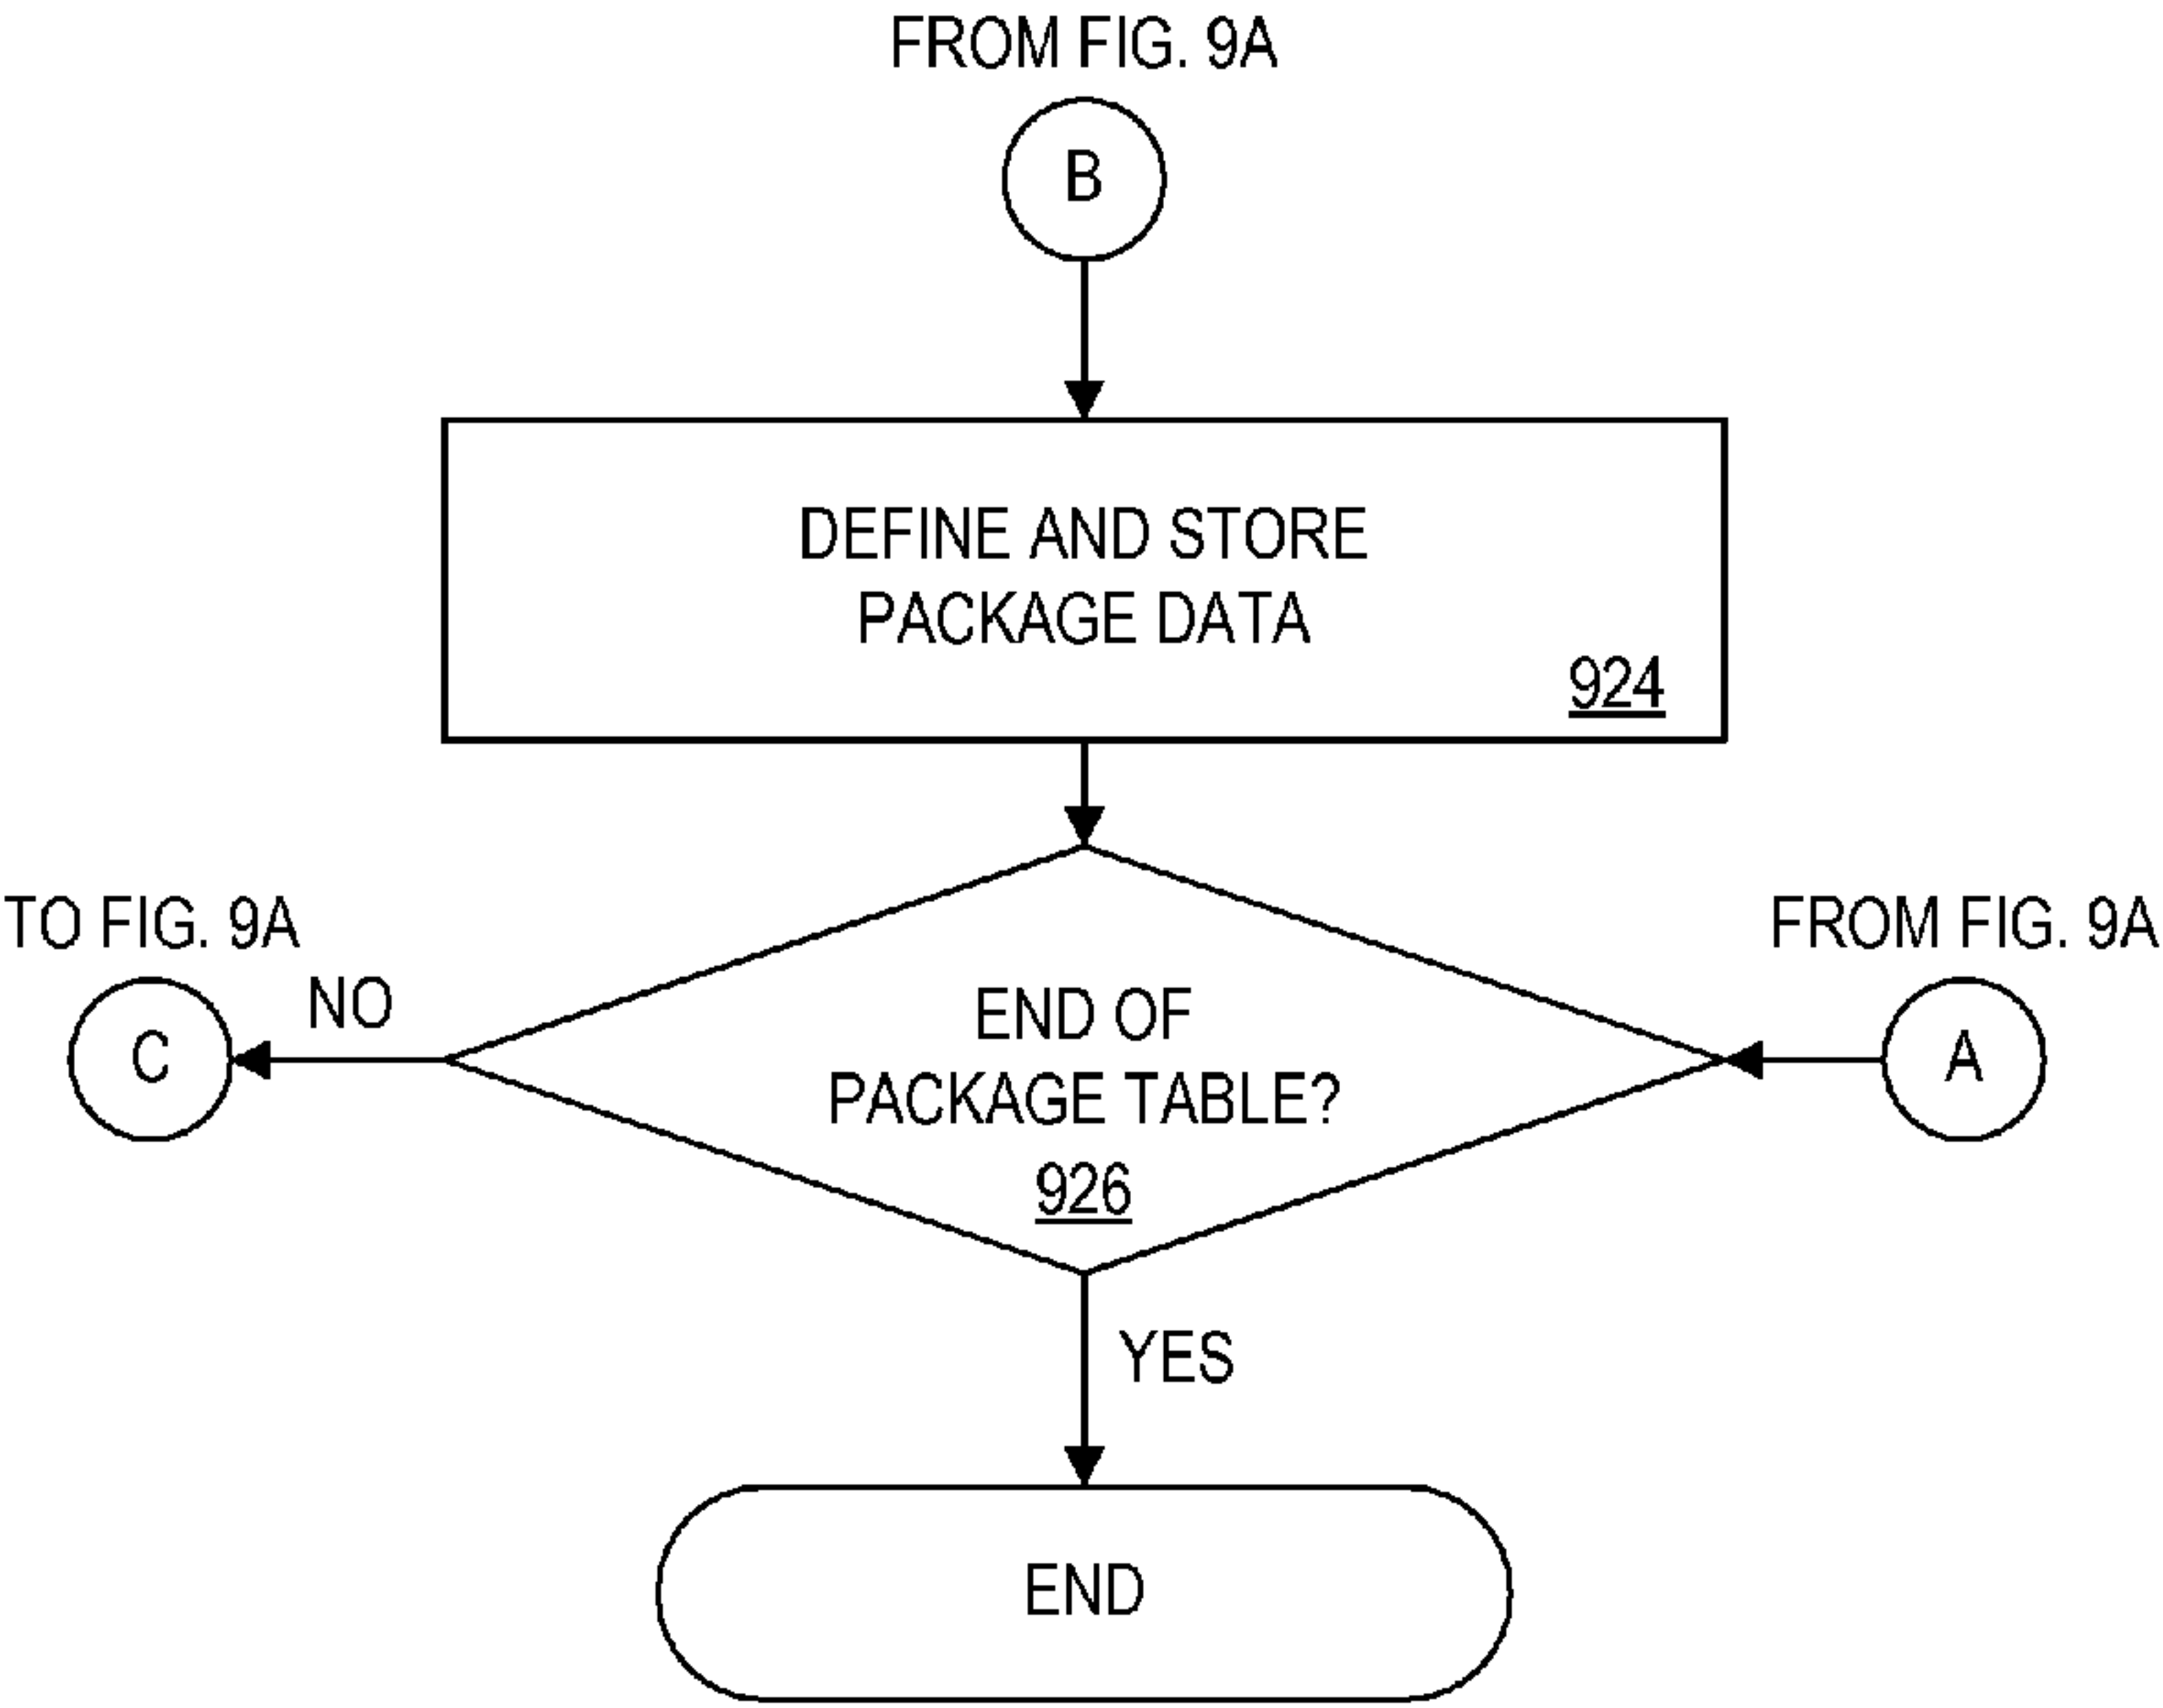 FROM FIG. 9A
B
DEFINE AND STORE
PACKAGE DATA
924
TO FIG. 9A
NO
C
END OF
PACKAGE TABLE?
926
FROM FIG. 9A
A
YES
END